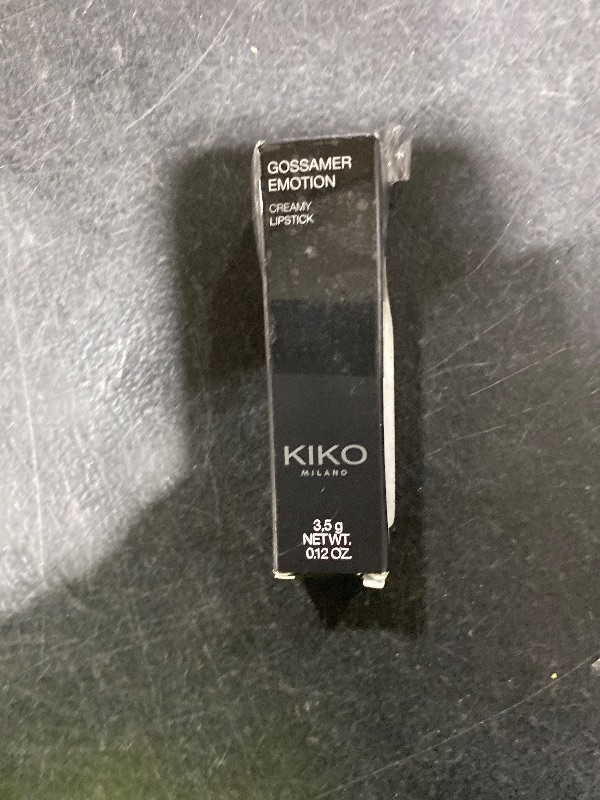 GOSSAMER
EMOTION
CREAMY
LIPSTICK
KIKO
MILANO
3,5 g
NET WT.
0.12 OZ.